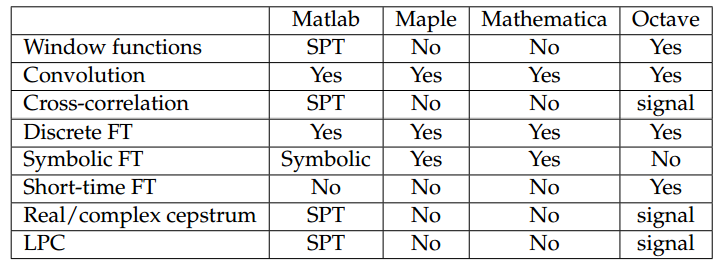 Matlab Maple Mathematica Octave
Window functions SPT No No Yes
Convolution Yes Yes Yes Yes
Cross-correlation SPT No No signal
Discrete FT Yes Yes Yes Yes
Symbolic FT Symbolic Yes Yes No
Short-time FT No No No Yes
Real/complex cepstrum SPT No No signal
LPC SPT No No signal